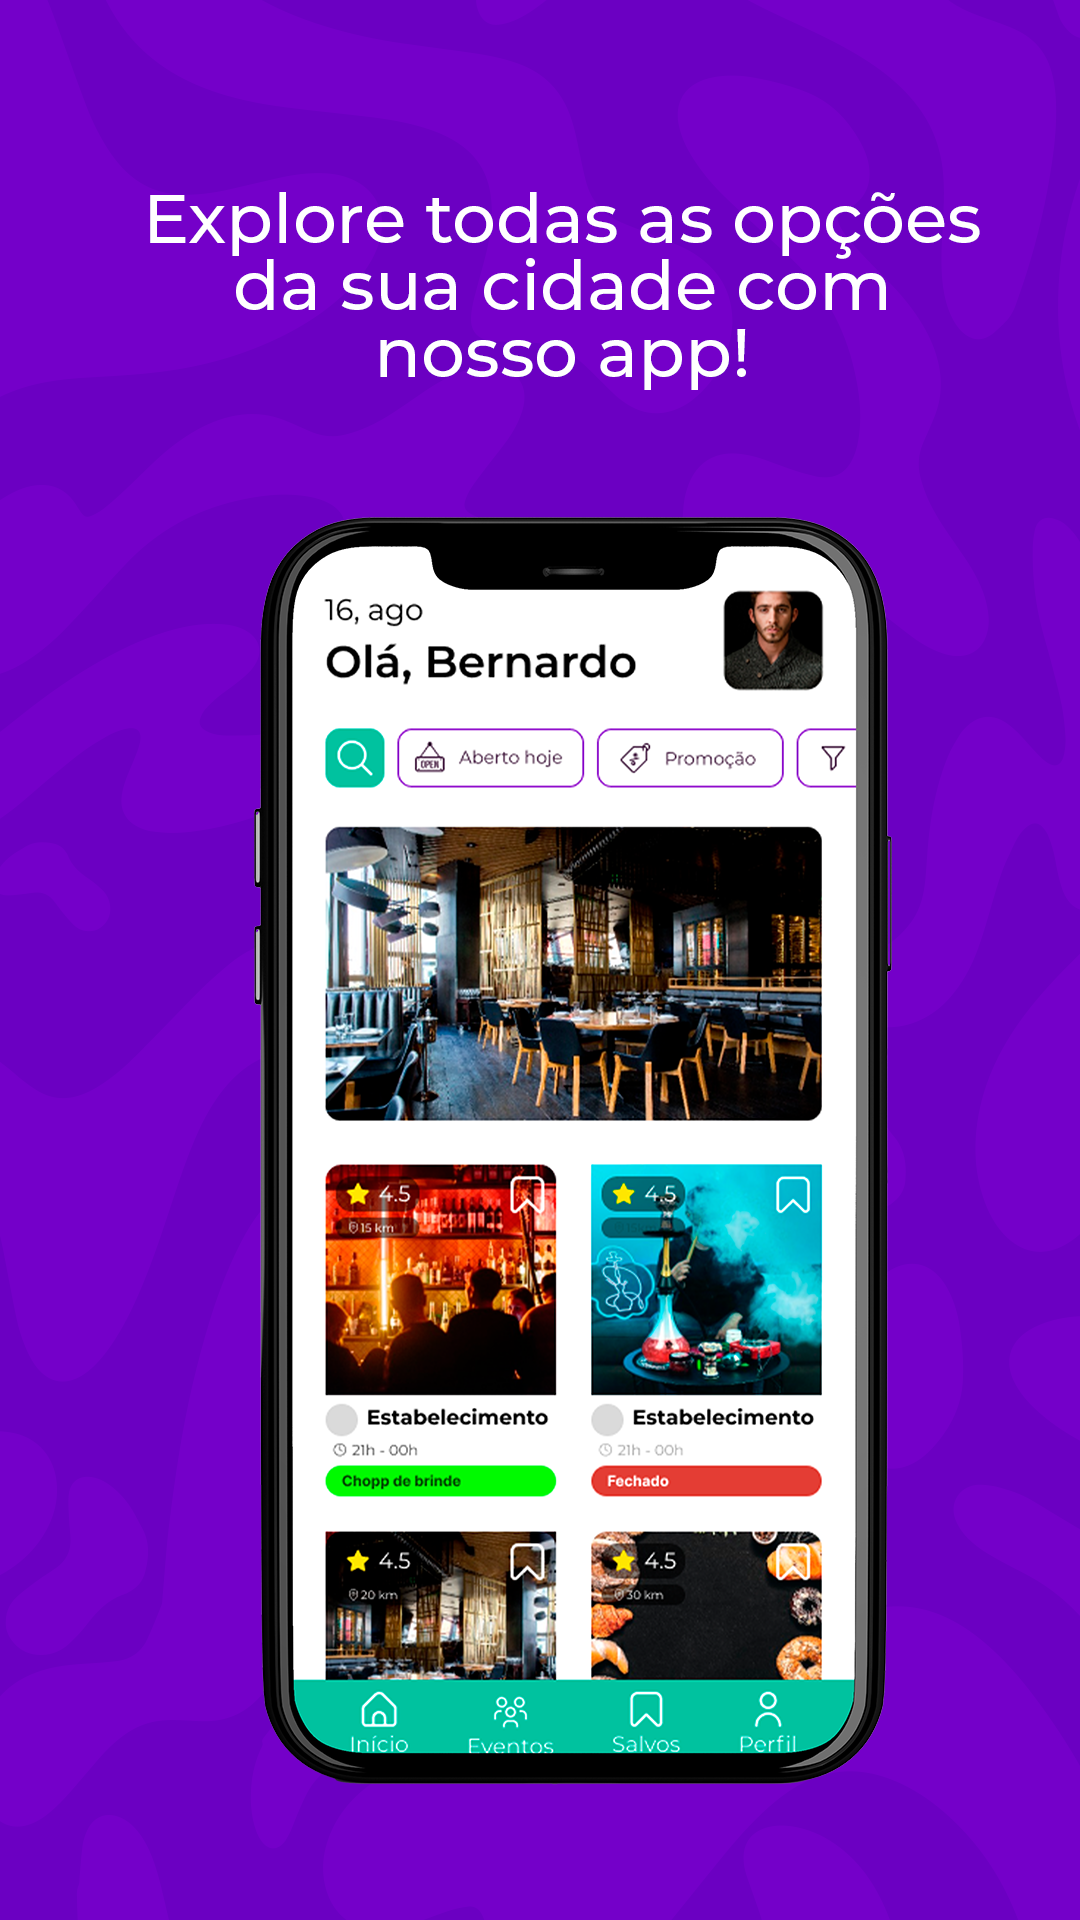 Explore todas as opções
da sua cidade com
nosso app!
16, ago
Olá, Bernardo
OPEN
Aberto hoje
Promoção
4.5
15 km
4.5
Estabelecimento
21h - 00h
Chopp de brinde
Estabelecimento
21h - 00h
Fechado
4.5
20 km
4.5
30 km
Início
Eventos
Salvos
Perfil